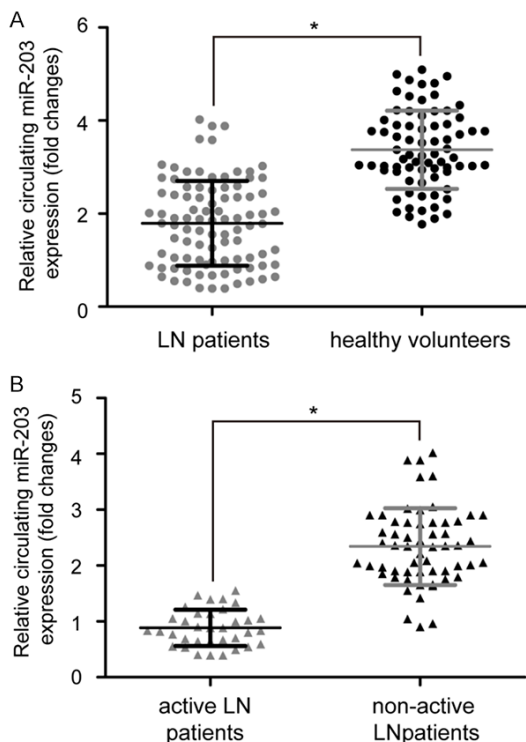 A
Relative circulating miR-203
expression (fold changes)
6
4
2
0
*
LN patients
healthy volunteers
B
Relative circulating miR-203
expression (fold changes)
5
4
3
2
1
0
*
active LN
patients
non-active
LNpatients